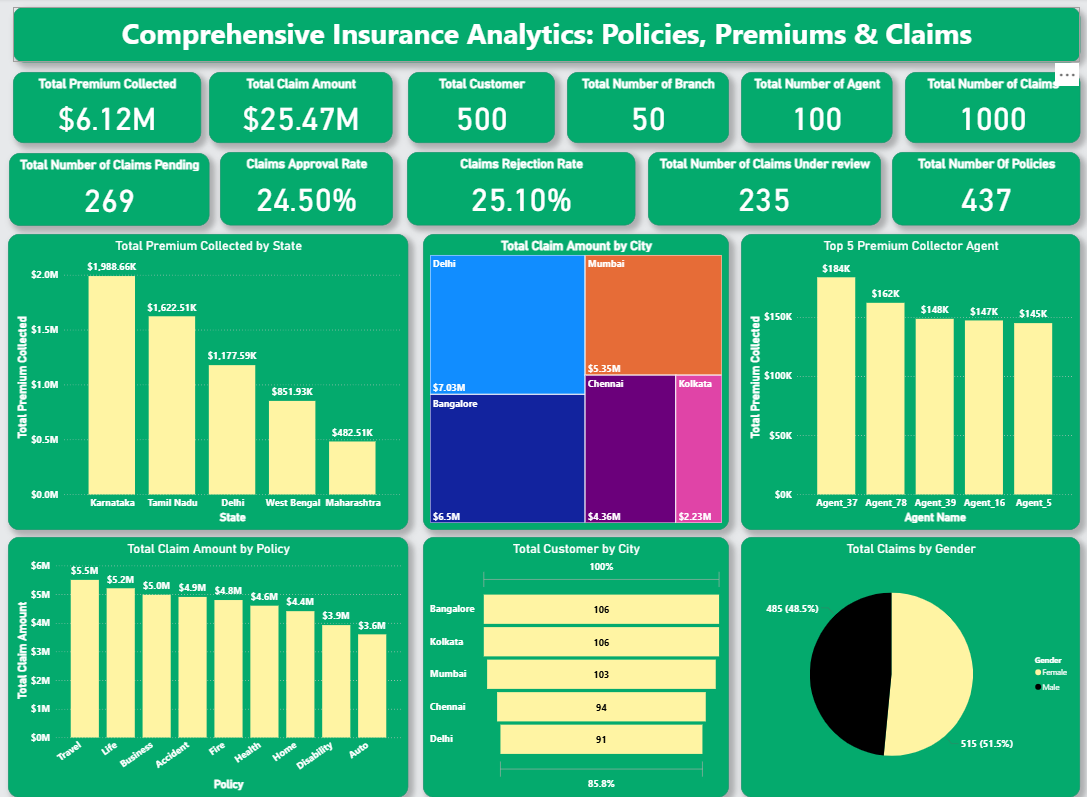 Comprehensive Insurance Analytics: Policies, Premiums & Claims
Total Premium Collected
$6.12M
Total Claim Amount
$25.47M
Total Customer
500
Total Number of Branch
50
Total Number of Agent
100
Total Number of Claims
1000
Total Number of Claims Pending
269
Claims Approval Rate
24.50%
Claims Rejection Rate
25.10%
Total Number of Claims Under review
235
Total Number Of Policies
437
Total Premium Collected by State
Total Premium Collected
$2.0M
$1.5M
$1.0M
$0.5M
$0.0M
$1,988.66K
$1,622.51K
$1,177.59K
$851.93K
$482.51K
Karnataka
Tamil Nadu
Delhi
West Bengal
Maharashtra
State
Total Claim Amount by City
Delhi
$7.03M
Mumbai
$5.35M
Bangalore
$6.5M
Chennai
$4.36M
Kolkata
$2.23M
Top 5 Premium Collector Agent
Total Premium Collected
$150K
$100K
$50K
$0K
$184K
$162K
$148K
$147K
$145K
Agent_37
Agent_78
Agent_39
Agent_16
Agent_5
Agent Name
Total Claim Amount by Policy
Total Claim Amount
$6M
$5M
$4M
$3M
$2M
$1M
$0M
$5.5M
$5.2M
$5.0M
$4.9M
$4.8M
$4.6M
$4.4M
$3.9M
$3.6M
Travel
Life
Business
Accident
Fire
Health
Home
Disability
Auto
Policy
Total Customer by City
100%
Bangalore
106
Kolkata
106
Mumbai
103
Chennai
94
Delhi
91
85.8%
Total Claims by Gender
485 (48.5%)
515 (51.5%)
Gender
Female
Male